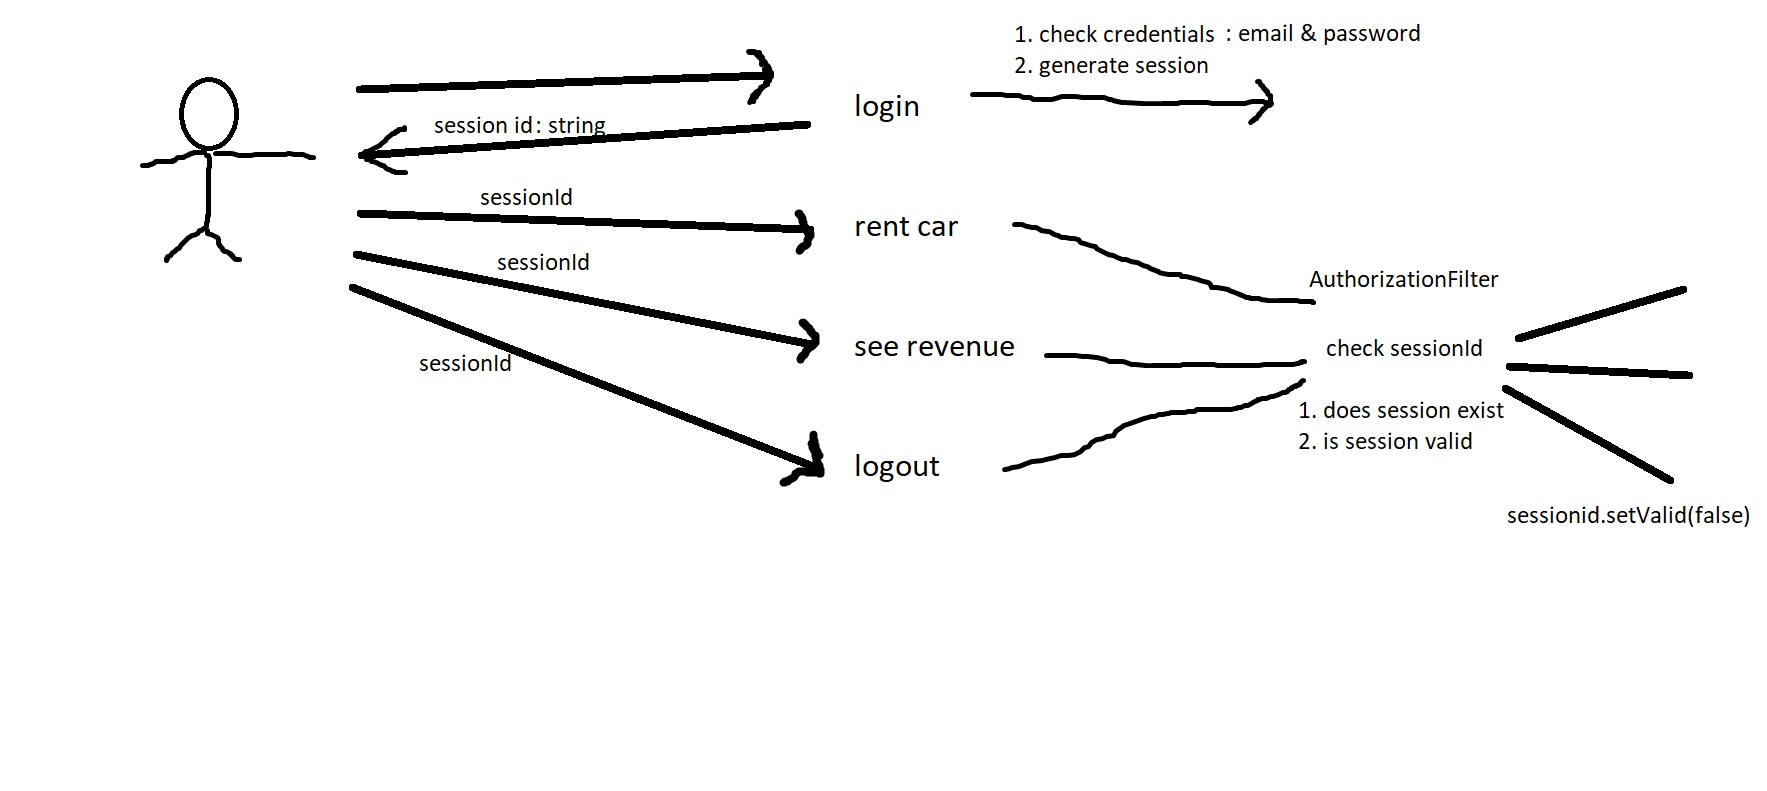 1. check credentials : email & password
2. generate session
login
session id: string
sessionId
rent car
sessionId
AuthorizationFilter
see revenue
check sessionId
sessionId
1. does session exist
2. is session valid
logout
sessionid.setValid(false)